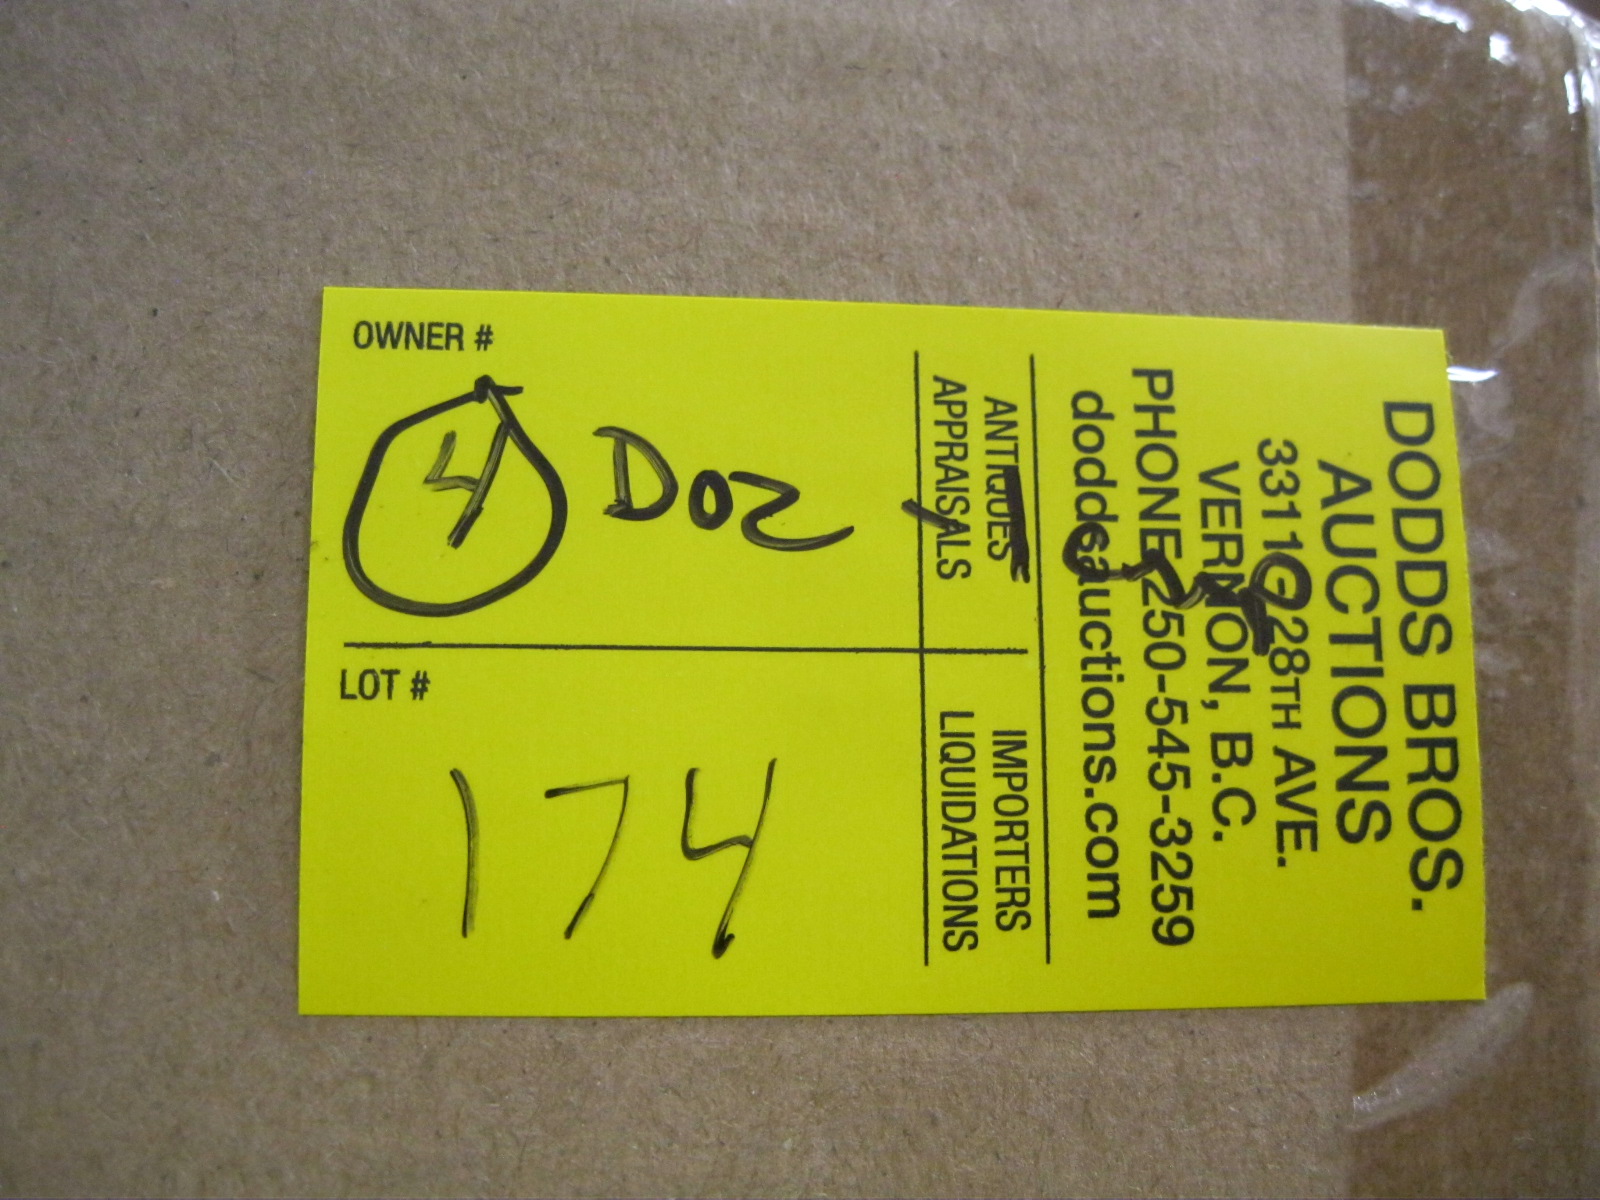 DODDS BROS.
AUCTIONS
3311 28TH AVE.
VERNON, B.C.
PHONE 250-545-3259
doddsauctions.com
ANTIQUES IMPORTERS
APPRAISALS LIQUIDATIONS
OWNER #
4 Doz
LOT #
174